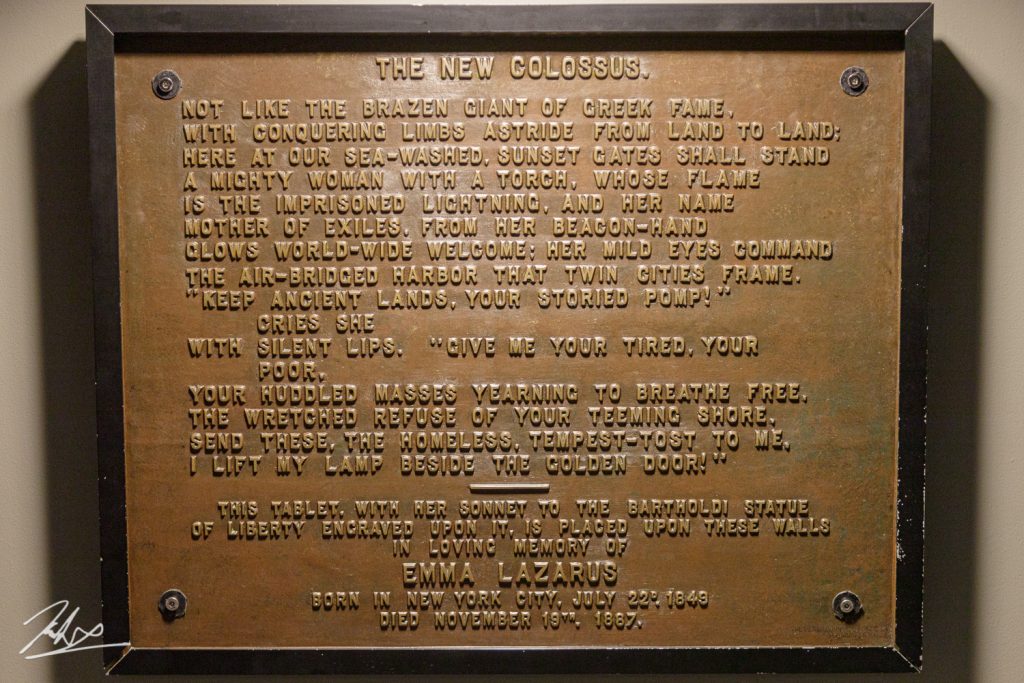 THE NEW COLOSSUS.
NOT LIKE THE BRAZEN GIANT OF GREEK FAME,
WITH CONQUERING LIMBS ASTRIDE FROM LAND TO LAND;
HERE AT OUR SEA-WASHED, SUNSET GATES SHALL STAND
A MIGHTY WOMAN WITH A TORCH, WHOSE FLAME
IS THE IMPRISONED LIGHTNING, AND HER NAME
MOTHER OF EXILES. FROM HER BEACON-HAND
GLOWS WORLD-WIDE WELCOME; HER MILD EYES COMMAND
THE AIR-BRIDGED HARBOR THAT TWIN CITIES FRAME.
"KEEP ANCIENT LANDS, YOUR STORIED POMP!"
CRIES SHE
WITH SILENT LIPS. "GIVE ME YOUR TIRED, YOUR
POOR,
YOUR HUDDLED MASSES YEARNING TO BREATHE FREE,
THE WRETCHED REFUSE OF YOUR TEEMING SHORE,
SEND THESE, THE HOMELESS, TEMPEST-TOST TO ME,
I LIFT MY LAMP BESIDE THE GOLDEN DOOR!"
THIS TABLET, WITH HER SONNET TO THE BARTHOLDI STATUE
OF LIBERTY ENGRAVED UPON IT, IS PLACED UPON THESE WALLS
IN LOVING MEMORY OF
EMMA LAZARUS
BORN IN NEW YORK CITY, JULY 22D, 1849
DIED NOVEMBER 19TH, 1887.